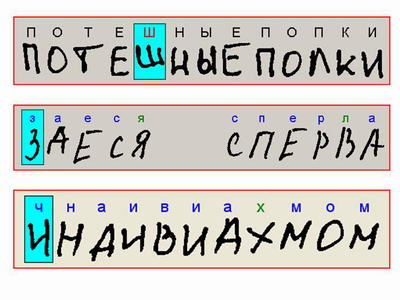 П О Т Е Ш Н Ы Е П О П К И
ПОТЕШНЫЕПОПКИ
з а е с я с п е р л а
ЗАЕСЯ СПЕРВА
ч н а и в и а х м о м
ИНАИВИАХМОМ